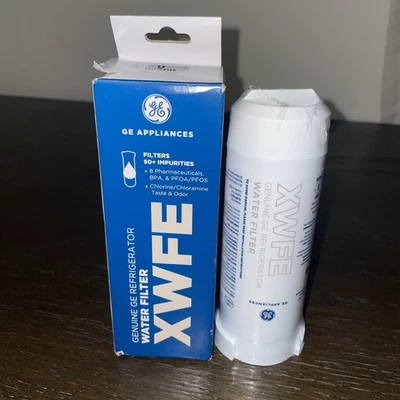 GE
GE APPLIANCES
FILTERS
50+ IMPURITIES
• 8 Pharmaceuticals,
BPA, & PFOA/PFOS
• Chlorine/Chloramine
Taste & Odor
GENUINE GE REFRIGERATOR
WATER FILTER
XWFE
XWFE
GENUINE GE REFRIGERATOR
WATER FILTER
GE
GE APPLIANCES